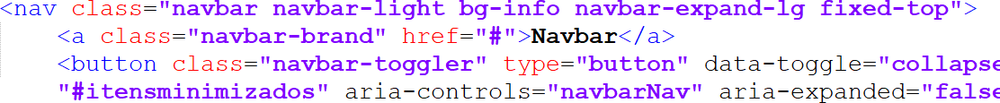 <nav class="navbar navbar-light bg-info navbar-expand-lg fixed-top">
<a class="navbar-brand" href="#">Navbar</a>
<button class="navbar-toggler" type="button" data-toggle="collapse
"#itensminimizados" aria-controls="navbarNav" aria-expanded="false